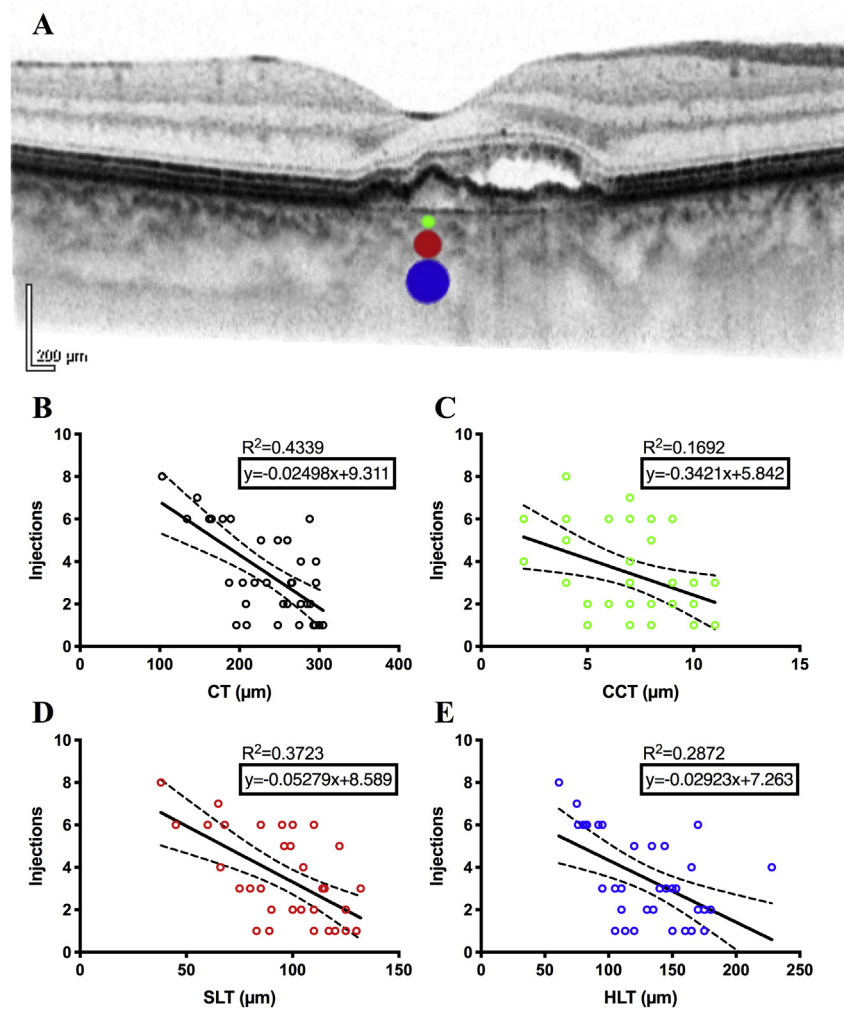 A
200 µm
B
R²=0.4339
y=-0.02498x+9.311
Injections
10
8
6
4
2
0
0 100 200 300 400
CT (µm)
C
R²=0.1692
y=-0.3421x+5.842
Injections
10
8
6
4
2
0
0 5 10 15
CCT (µm)
D
R²=0.3723
y=-0.05279x+8.589
Injections
10
8
6
4
2
0
0 50 100 150
SLT (µm)
E
R²=0.2872
y=-0.02923x+7.263
Injections
10
8
6
4
2
0
0 50 100 150 200 250
HLT (µm)